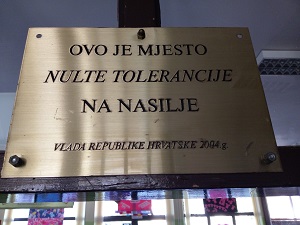 OVO JE MJESTO
NULTE TOLERANCIJE
NA NASILJE
VLADA REPUBLIKE HRVATSKE 2004.g.